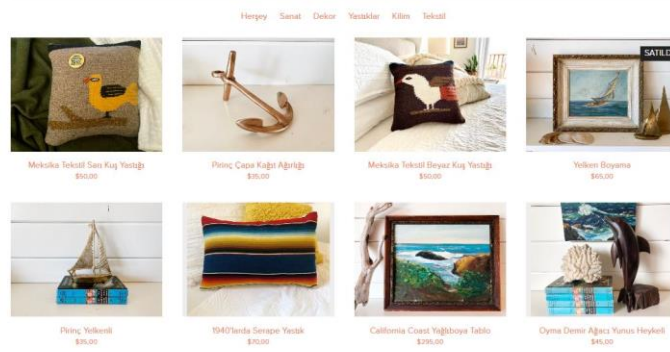 Herşey Sanat Dekor Yastıklar Kilim Tekstil
SATILD
Meksika Tekstil Sarı Kuş Yastığı
$50,00
Pirinç Çapa Kağıt Ağırlığı
$35,00
Meksika Tekstil Beyaz Kuş Yastığı
$50,00
Yelken Boyama
$65,00
Pirinç Yelkenli
$35,00
1940'larda Serape Yastık
$70,00
California Coast Yağlıboya Tablo
$295,00
Oyma Demir Ağacı Yunus Heykeli
$45,00